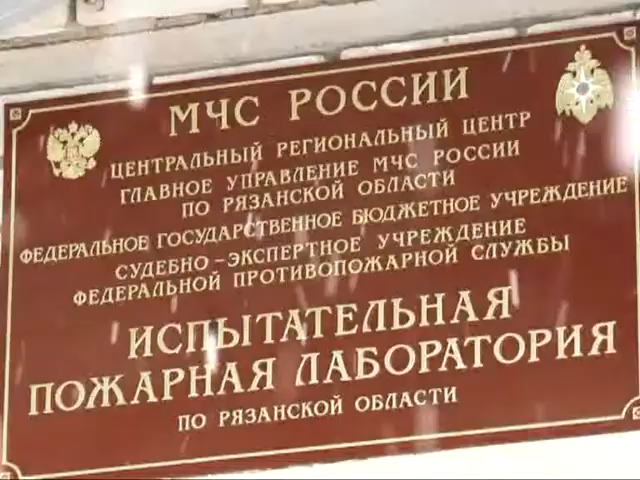 МЧС РОССИИ
ЦЕНТРАЛЬНЫЙ РЕГИОНАЛЬНЫЙ ЦЕНТР
ГЛАВНОЕ УПРАВЛЕНИЕ МЧС РОССИИ
ПО РЯЗАНСКОЙ ОБЛАСТИ
ФЕДЕРАЛЬНОЕ ГОСУДАРСТВЕННОЕ БЮДЖЕТНОЕ УЧРЕЖДЕНИЕ
СУДЕБНО-ЭКСПЕРТНОЕ УЧРЕЖДЕНИЕ
ФЕДЕРАЛЬНОЙ ПРОТИВОПОЖАРНОЙ СЛУЖБЫ
ИСПЫТАТЕЛЬНАЯ
ПОЖАРНАЯ ЛАБОРАТОРИЯ
ПО РЯЗАНСКОЙ ОБЛАСТИ